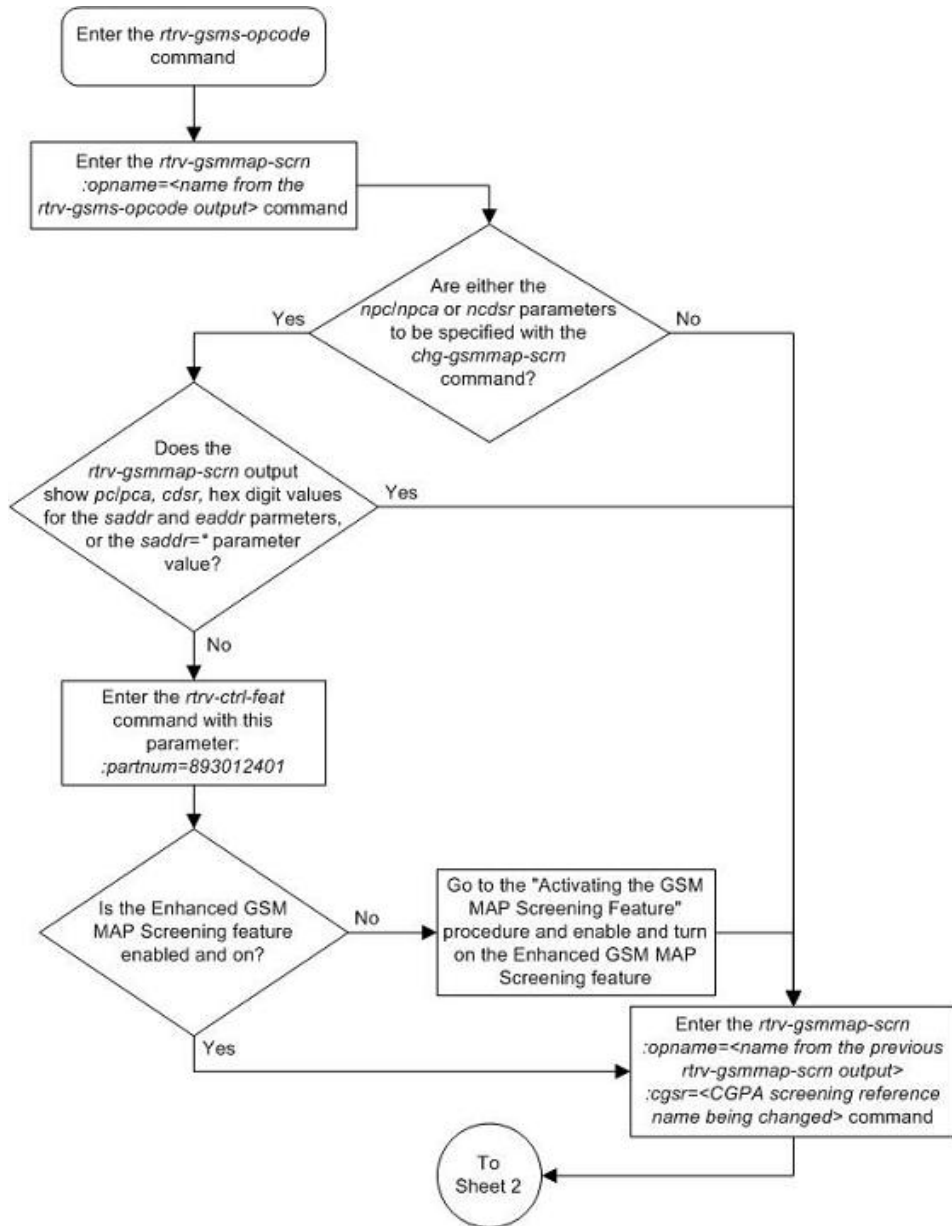 Enter the rtrv-gsms-opcode
command
Enter the rtrv-gsmmap-scrn
:opname=<name from the
rtrv-gsms-opcode output> command
Are either the
npc/npca or ncdsr parameters
to be specified with the
chg-gsmmap-scrn
command?
Yes
No
Does the
rtrv-gsmmap-scrn output
show pc/pca, cdsr, hex digit values
for the saddr and eaddr parmeters,
or the saddr=* parameter
value?
Yes
No
Enter the rtrv-ctrl-feat
command with this
parameter:
:partnum=893012401
Is the Enhanced GSM
MAP Screening feature
enabled and on?
No
Yes
Go to the "Activating the GSM
MAP Screening Feature"
procedure and enable and turn
on the Enhanced GSM MAP
Screening feature
Enter the rtrv-gsmmap-scrn
:opname=<name from the previous
rtrv-gsmmap-scrn output>
:cgsr=<CGPA screening reference
name being changed> command
To
Sheet 2